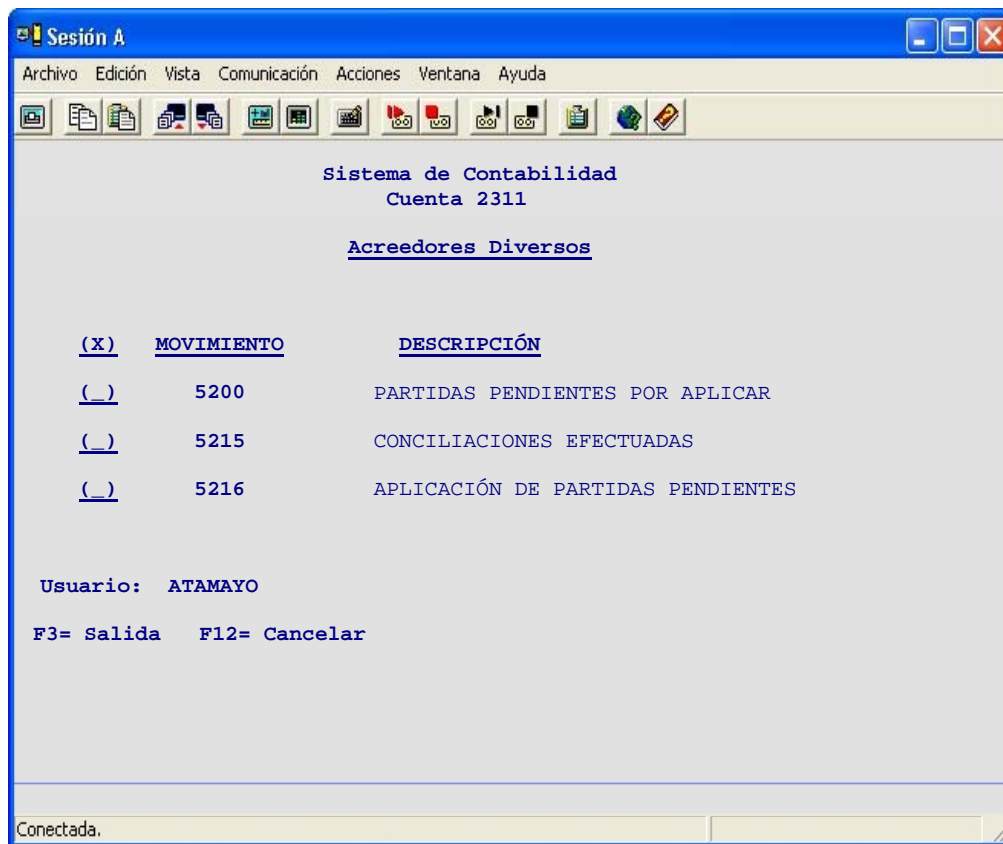 Sesión A
Archivo Edición Vista Comunicación Acciones Ventana Ayuda
Sistema de Contabilidad
Cuenta 2311
Acreedores Diversos
(X) MOVIMIENTO DESCRIPCIÓN
(_) 5200 PARTIDAS PENDIENTES POR APLICAR
(_) 5215 CONCILIACIONES EFECTUADAS
(_) 5216 APLICACIÓN DE PARTIDAS PENDIENTES
Usuario: ATAMAYO
F3= Salida F12= Cancelar
Conectada.